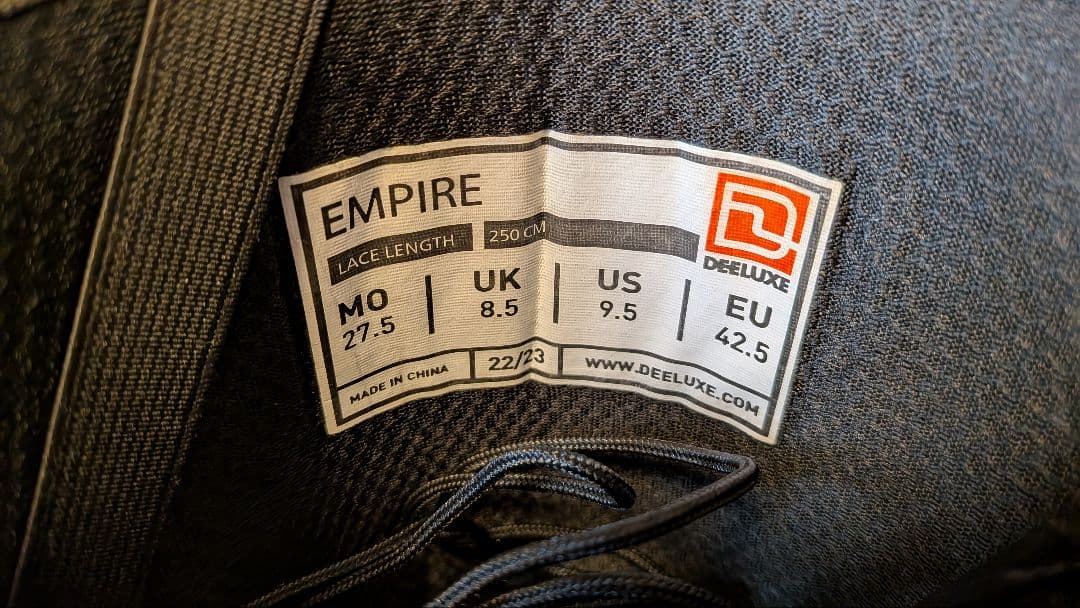 EMPIRE
LACE LENGTH 250 CM
DEELUXE
MO UK US EU
27.5 8.5 9.5 42.5
MADE IN CHINA 22/23 WWW.DEELUXE.COM